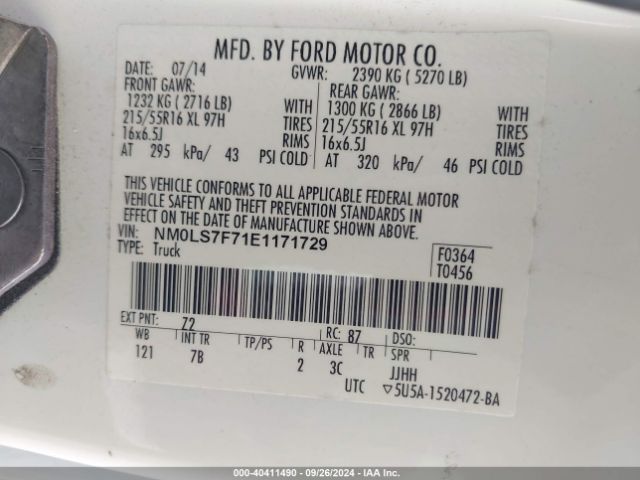 MFD. BY FORD MOTOR CO.
DATE: 07/14 GVWR: 2390 KG ( 5270 LB)
FRONT GAWR: REAR GAWR:
1232 KG ( 2716 LB) WITH 1300 KG ( 2866 LB) WITH
215/55R16 XL 97H TIRES 215/55R16 XL 97H TIRES
16x6.5J RIMS 16x6.5J RIMS
AT 295 kPa/ 43 PSI COLD AT 320 kPa/ 46 PSI COLD
THIS VEHICLE CONFORMS TO ALL APPLICABLE FEDERAL MOTOR
VEHICLE SAFETY AND THEFT PREVENTION STANDARDS IN
EFFECT ON THE DATE OF MANUFACTURE SHOWN ABOVE.
VIN: NM0LS7F71E1171729
TYPE: Truck
F0364
T0456
EXT PNT: 72 RC: 87 DSO:
WB INT TR TP/PS R AXLE TR SPR
121 7B 2 3C JJHH
UTC ▽5U5A-1520472-BA
000-40411490 - 09/26/2024 - IAA Inc.